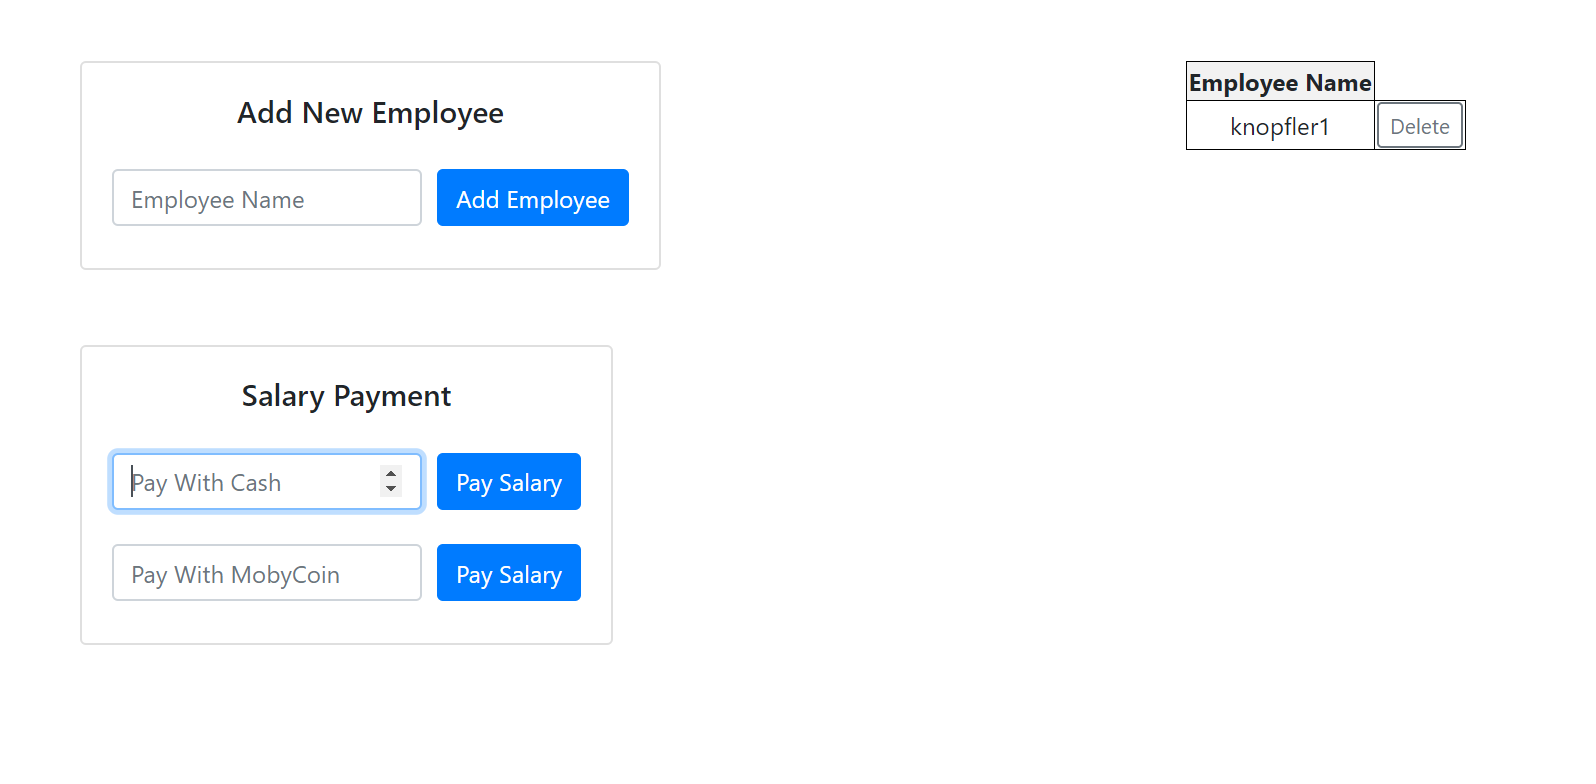 Add New Employee
Employee Name
Add Employee
Salary Payment
Pay With Cash
Pay Salary
Pay With MobyCoin
Pay Salary
Employee Name
knopfler1
Delete